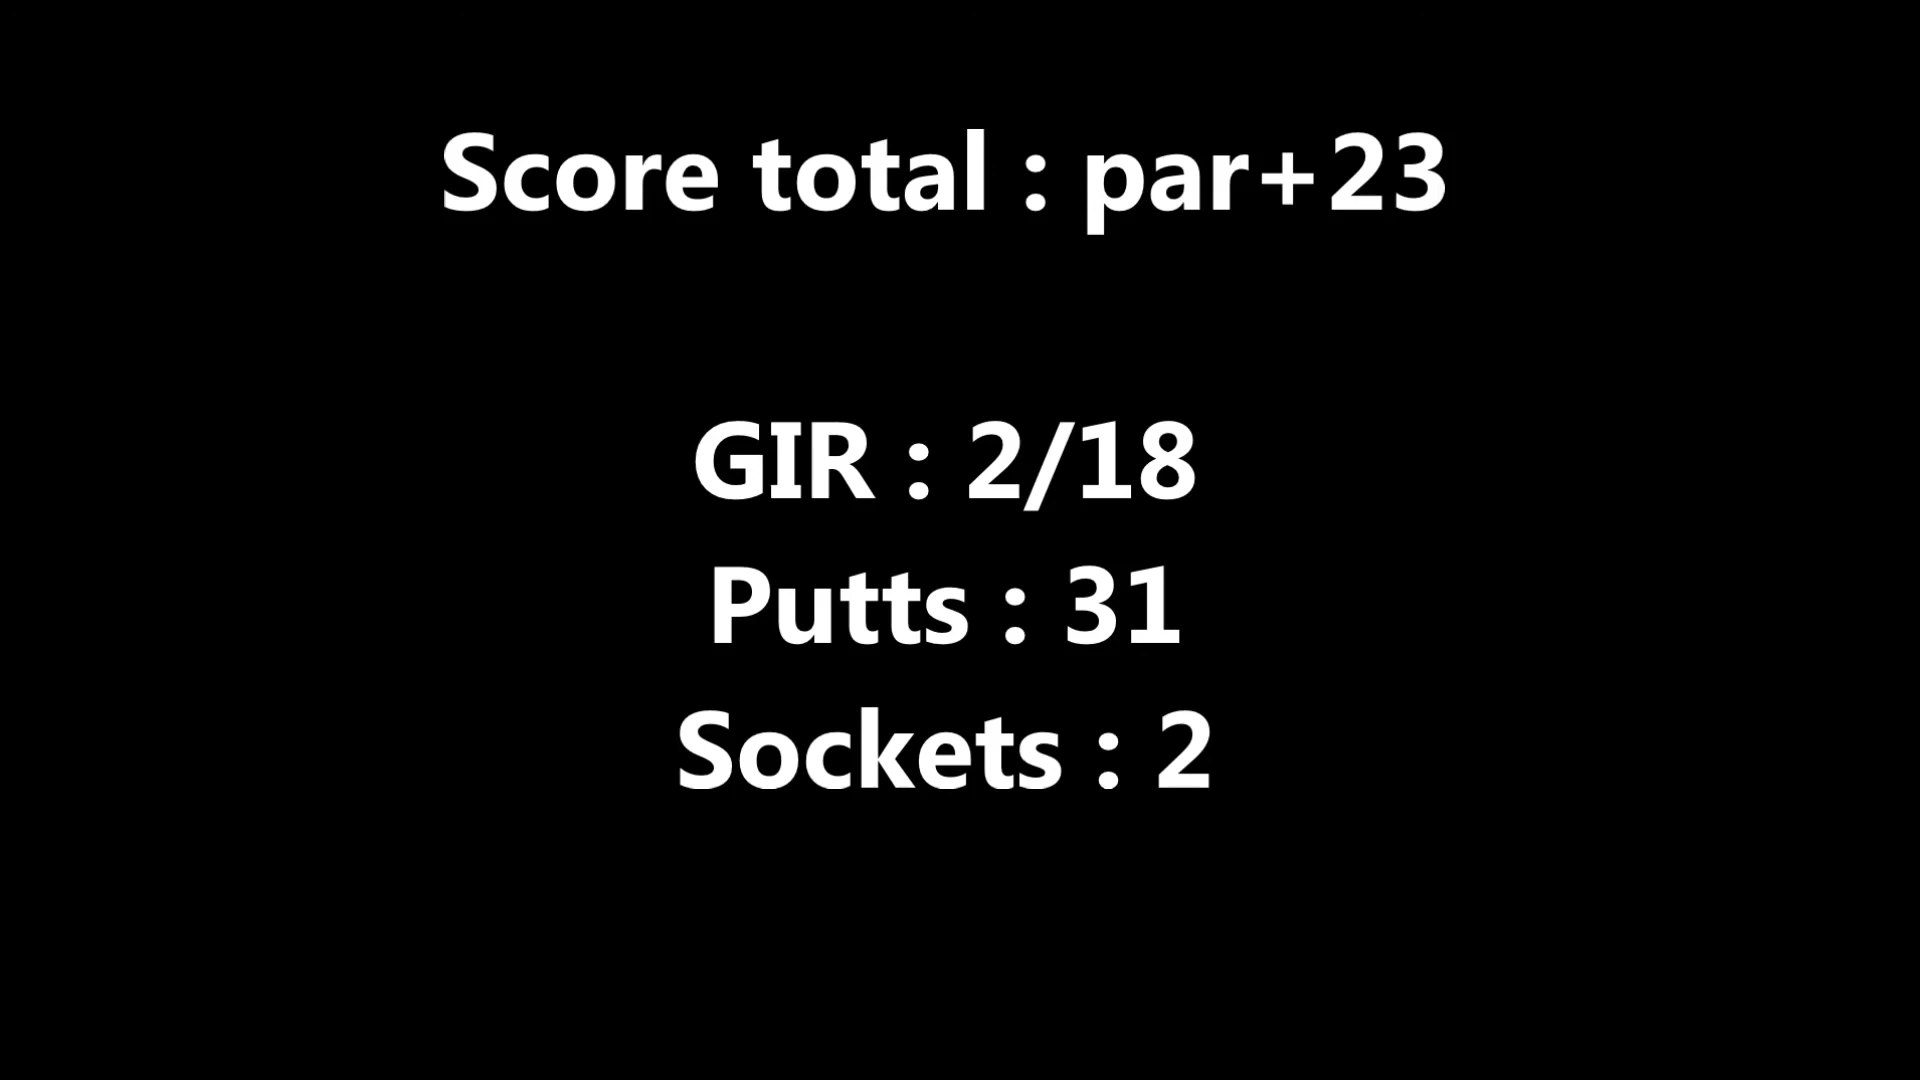 Score total : par+23
GIR : 2/18
Putts : 31
Sockets : 2